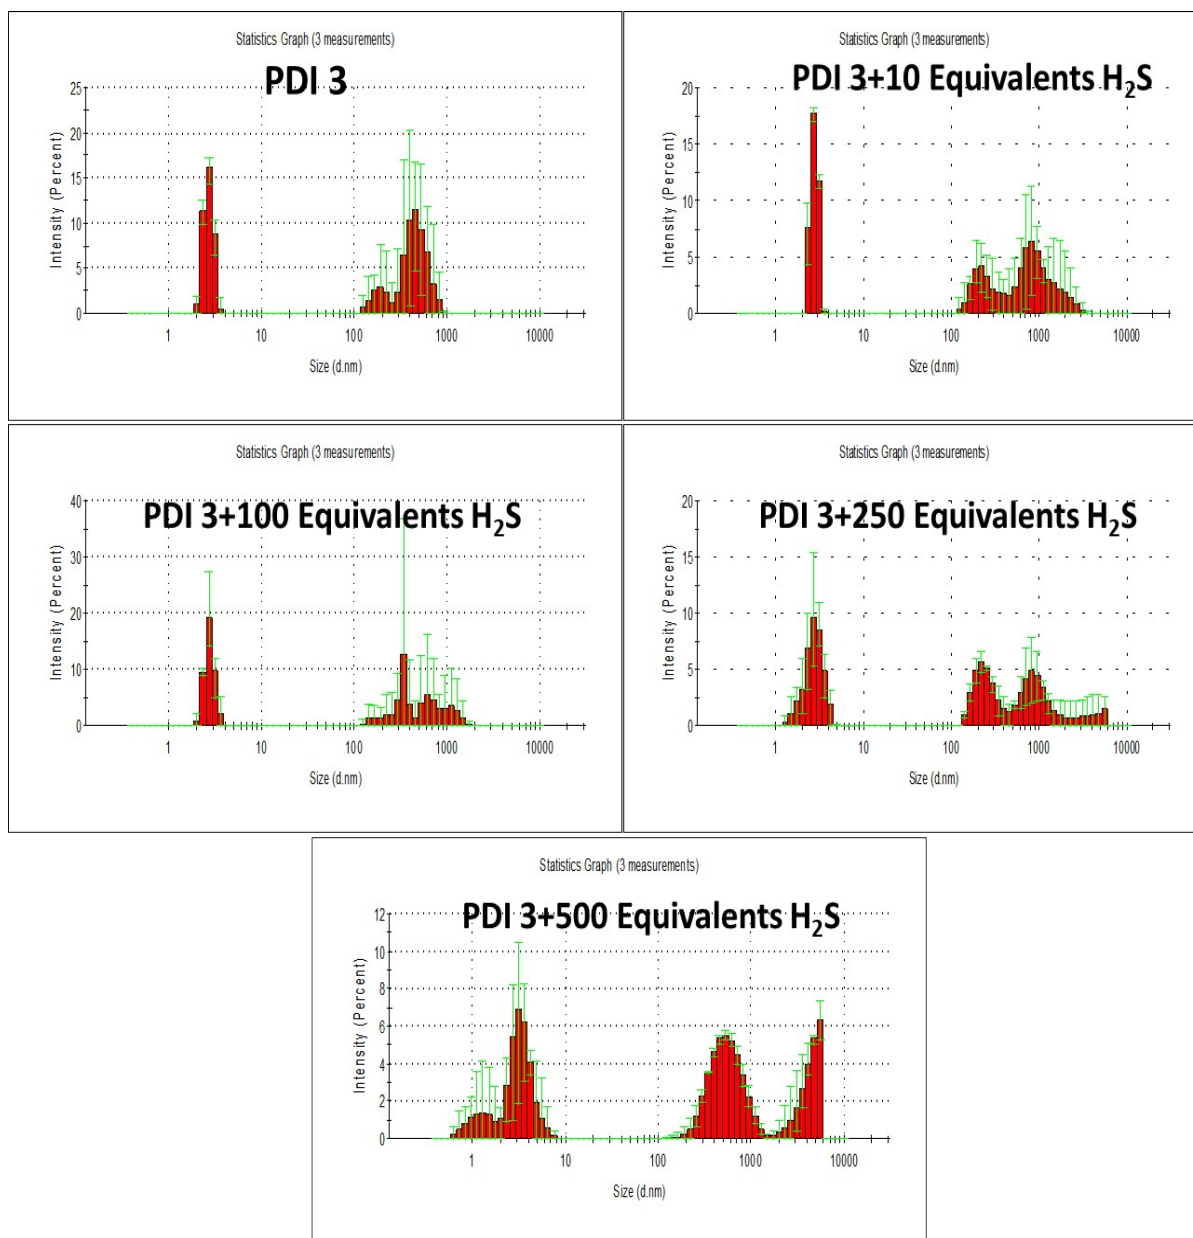 Statistics Graph (3 measurements)
PDI 3
25
20
15
10
5
0
Intensity (Percent)
1 10 100 1000 10000
Size (d.nm)
Statistics Graph (3 measurements)
PDI 3+10 Equivalents H₂S
20
15
10
5
0
Intensity (Percent)
1 10 100 1000 10000
Size (d.nm)
Statistics Graph (3 measurements)
PDI 3+100 Equivalents H₂S
40
30
20
10
0
Intensity (Percent)
1 10 100 1000 10000
Size (d.nm)
Statistics Graph (3 measurements)
PDI 3+250 Equivalents H₂S
20
15
10
5
0
Intensity (Percent)
1 10 100 1000 10000
Size (d.nm)
Statistics Graph (3 measurements)
PDI 3+500 Equivalents H₂S
12
10
8
6
4
2
0
Intensity (Percent)
1 10 100 1000 10000
Size (d.nm)